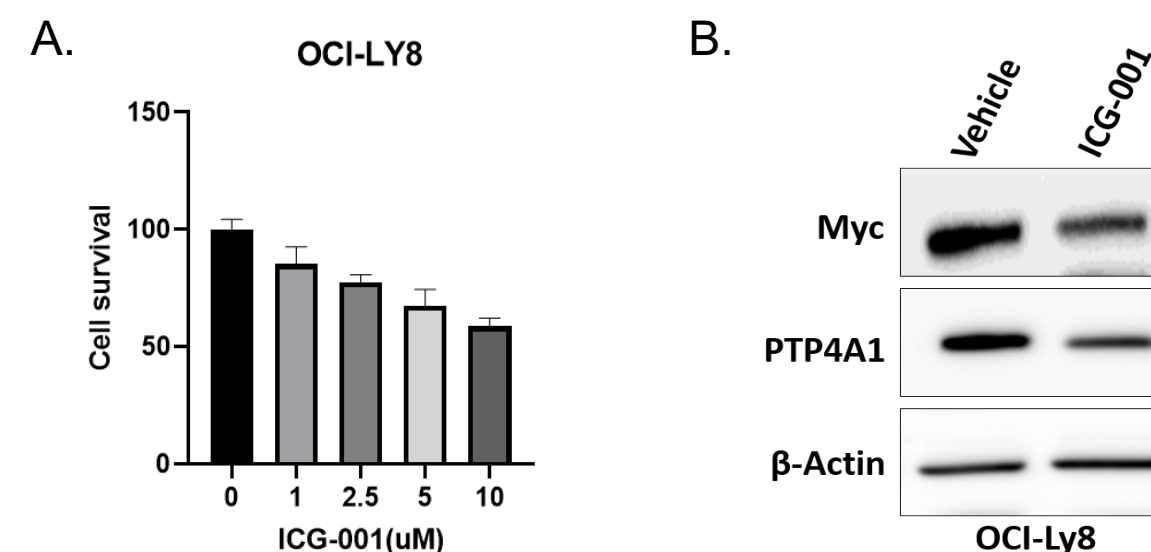 A.
OCI-LY8
150
100
50
0
Cell survival
0 1 2.5 5 10
ICG-001(uM)
B.
Vehicle ICG-001
Myc
PTP4A1
β-Actin
OCI-Ly8